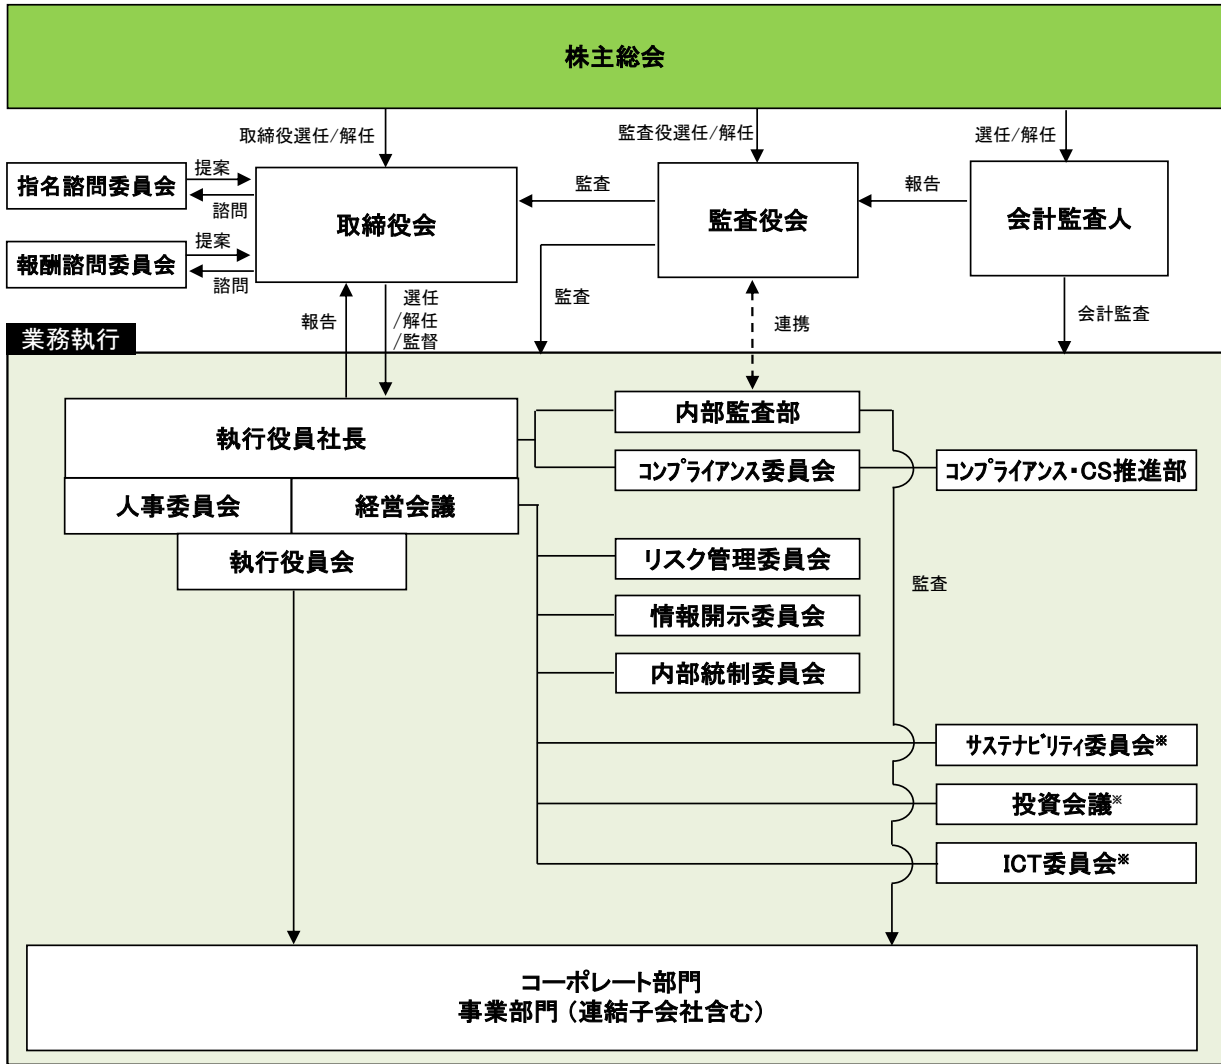 株主総会
取締役選任/解任
監査役選任/解任
選任/解任
指名諮問委員会
提案
諮問
取締役会
監査
監査役会
報告
会計監査人
報酬諮問委員会
提案
諮問
報告
選任
/解任
/監督
監査
連携
会計監査
業務執行
執行役員社長
内部監査部
コンプライアンス委員会
コンプライアンス・CS推進部
人事委員会
経営会議
執行役員会
リスク管理委員会
監査
情報開示委員会
内部統制委員会
サステナビリティ委員会※
投資会議※
ICT委員会※
コーポレート部門
事業部門（連結子会社含む）